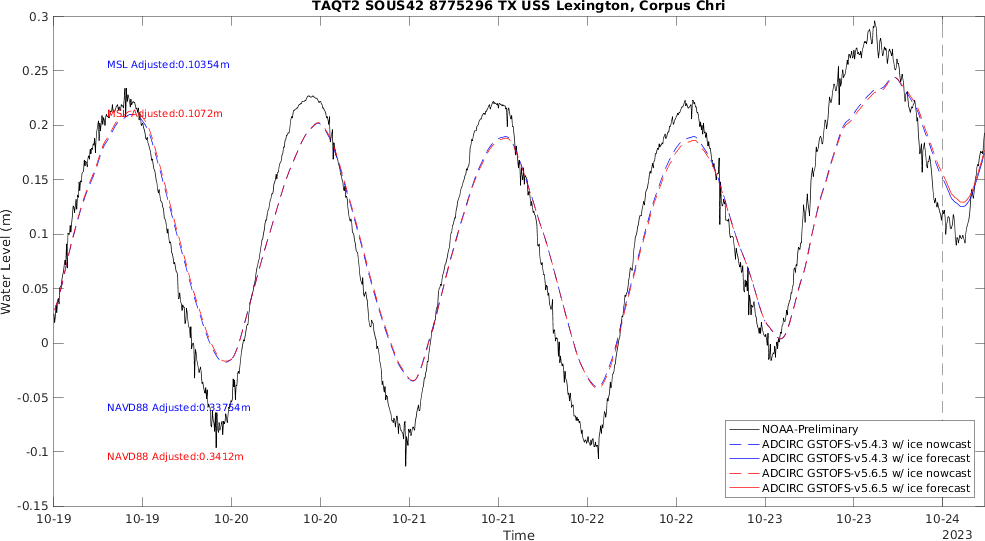 TAQT2 SOUS42 8775296 TX USS Lexington, Corpus Chri
0.3
0.25
0.2
0.15
0.1
0.05
0
-0.05
-0.1
-0.15
Water Level (m)
MSL Adjusted:0.10354m
MSL Adjusted:0.1072m
NAVD88 Adjusted:0.33754m
NAVD88 Adjusted:0.3412m
NOAA-Preliminary
ADCIRC GSTOFS-v5.4.3 w/ ice nowcast
ADCIRC GSTOFS-v5.4.3 w/ ice forecast
ADCIRC GSTOFS-v5.6.5 w/ ice nowcast
ADCIRC GSTOFS-v5.6.5 w/ ice forecast
10-19 10-19 10-20 10-20 10-21 10-21 10-22 10-22 10-23 10-23 10-24
Time
2023